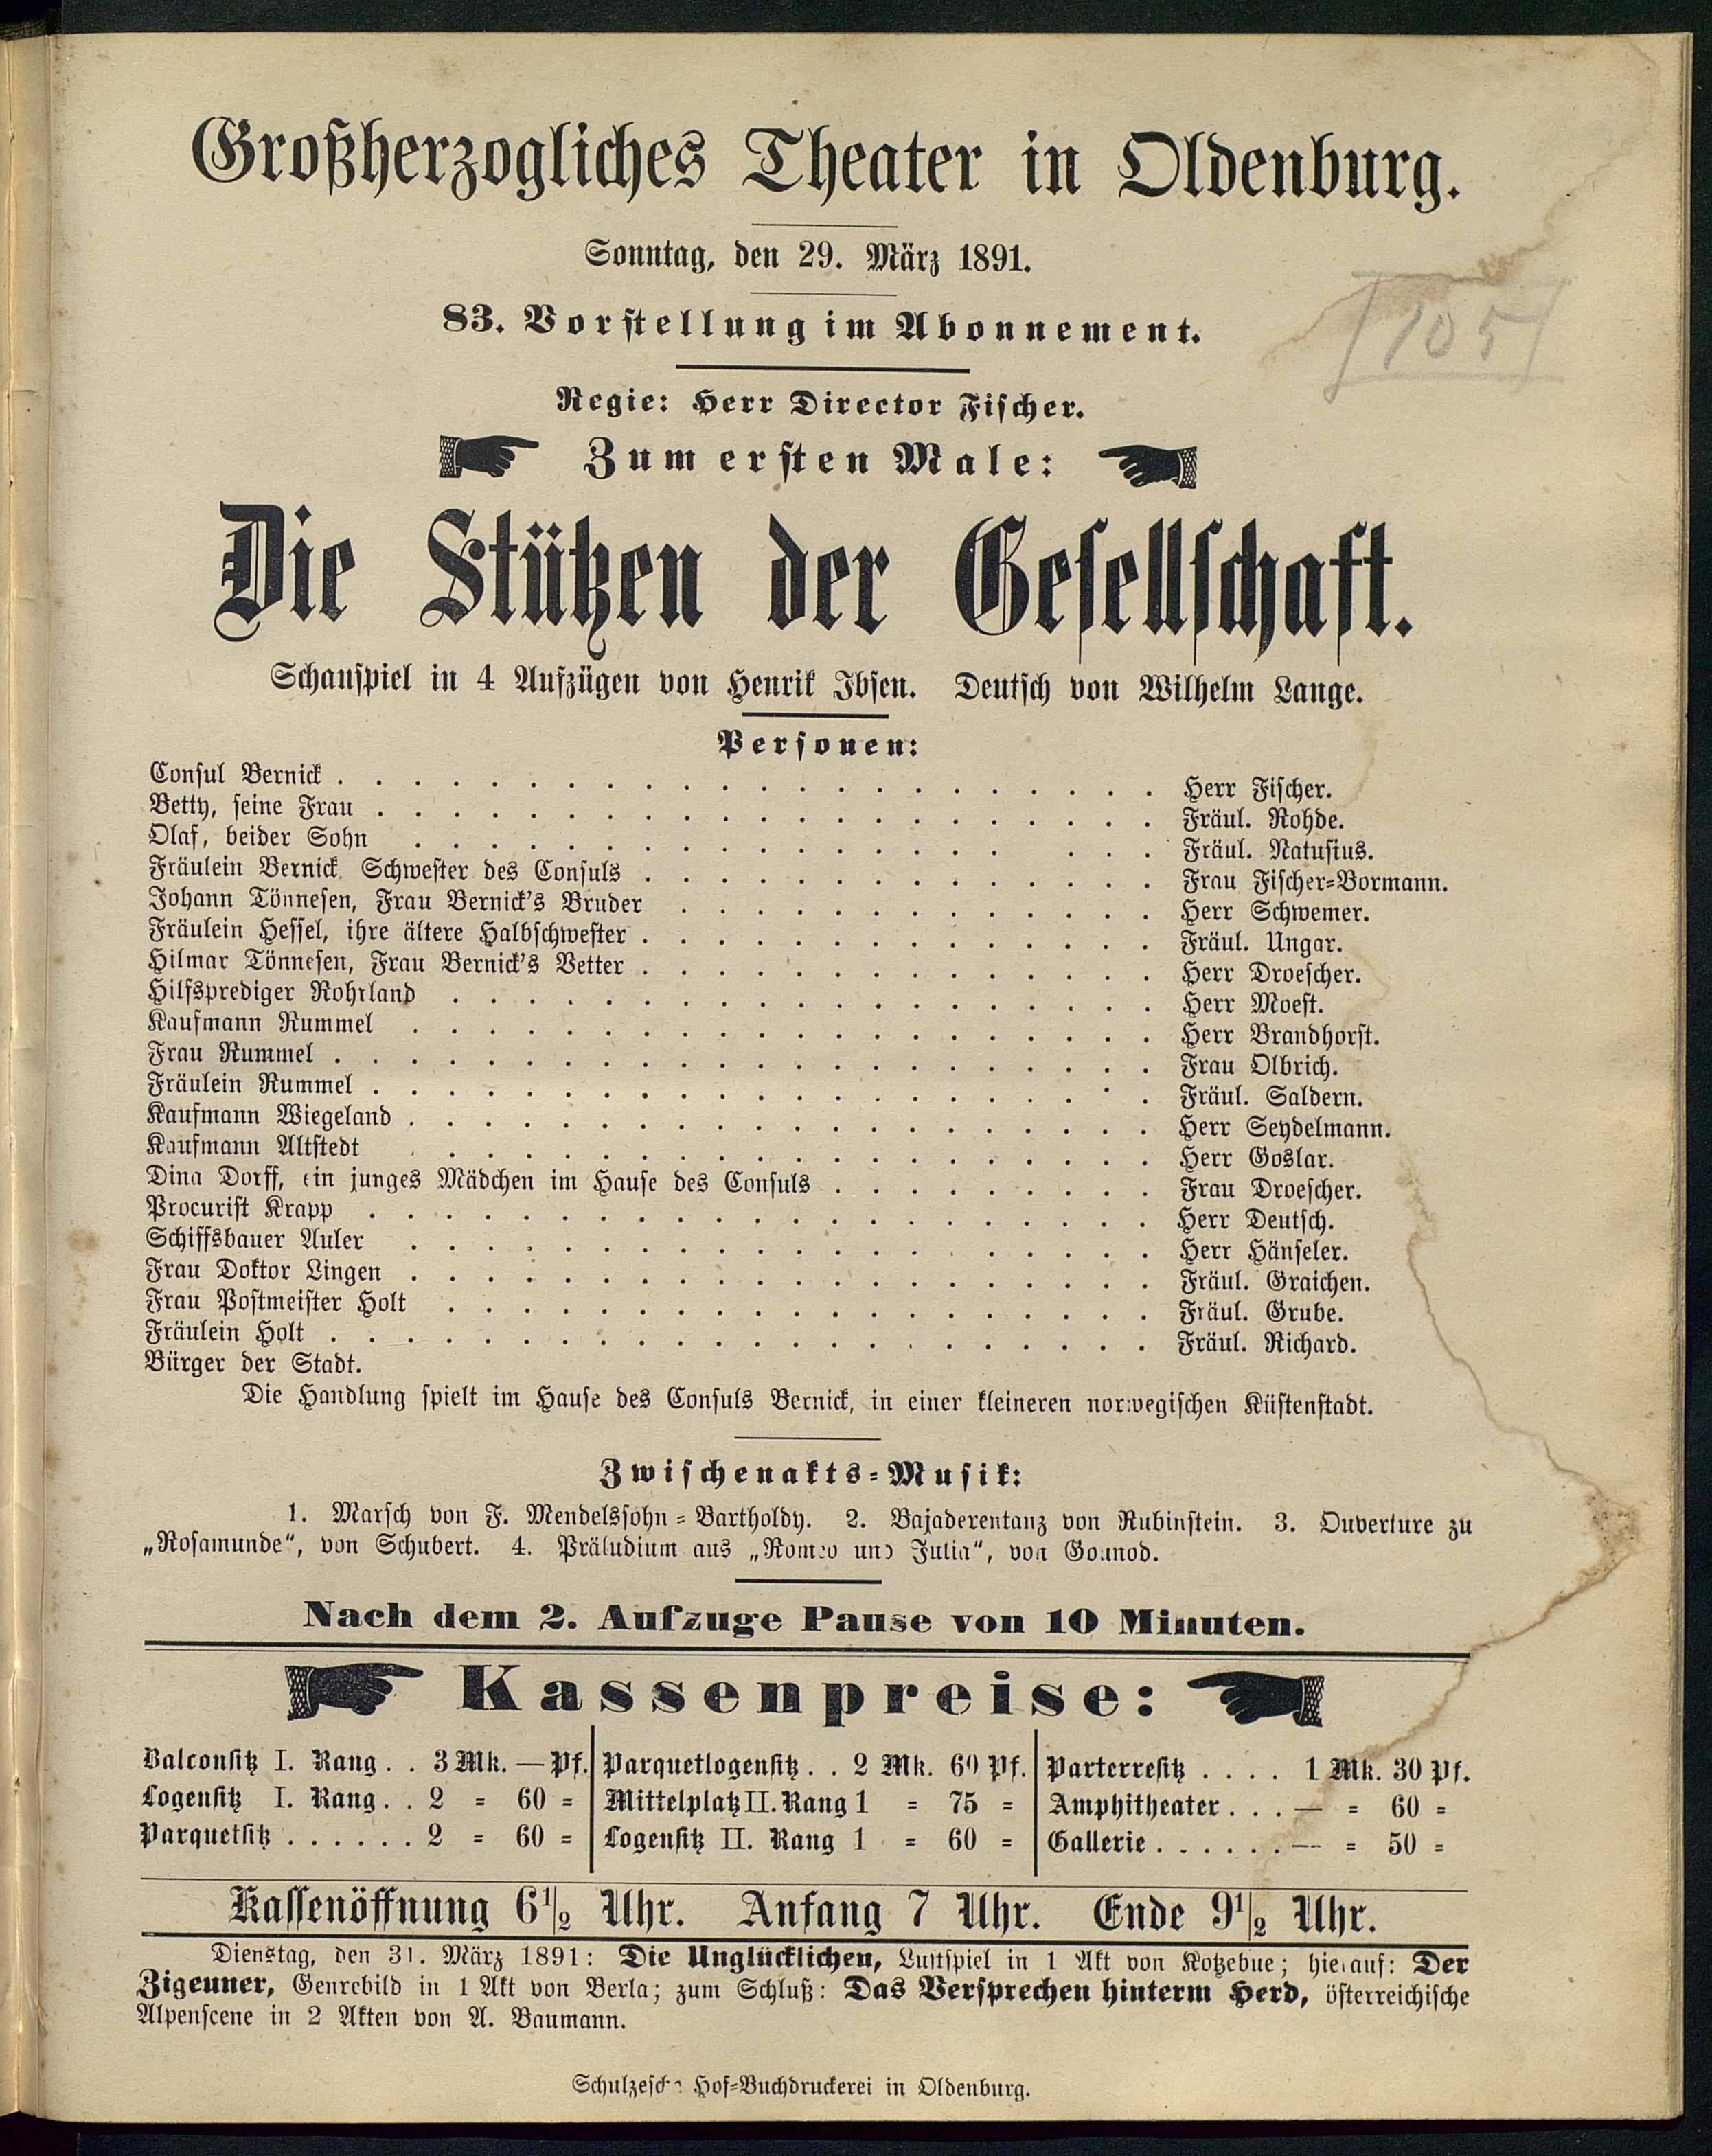 Großherzogliches Theater in Oldenburg.
Sonntag, den 29. März 1891.
105
83. Vorstellung im Abonnement.
Regie: Herr Director Fischer.
Zum ersten Male:
Die Stützen der Gesellschaft.
Schauspiel in 4 Aufzügen von Henrik Ibsen. Deutsch von Wilhelm Lange.
Personen:
Consul Bernick . . . . . Herr Fischer.
Betty, seine Frau . . . . . Fräul. Rohde.
Olaf, beider Sohn . . . . . Fräul. Natusius.
Fräulein Bernick, Schwester des Consuls . . . . . Frau Fischer-Bormann.
Johann Tönnesen, Frau Bernick's Bruder . . . . . Herr Schwemer.
Fräulein Hessel, ihre ältere Halbschwester . . . . . Fräul. Ungar.
Hilmar Tönnesen, Frau Bernick's Vetter . . . . . Herr Droescher.
Hilfsprediger Rohrland . . . . . Herr Moest.
Kaufmann Rummel . . . . . Herr Brandhorst.
Frau Rummel . . . . . Frau Olbrich.
Fräulein Rummel . . . . . Fräul. Saldern.
Kaufmann Wiegeland . . . . . Herr Seydelmann.
Kaufmann Altstedt . . . . . Herr Goslar.
Dina Dorff, ein junges Mädchen im Hause des Consuls . . . . . Frau Droescher.
Procurist Krapp . . . . . Herr Deutsch.
Schiffsbauer Auler . . . . . Herr Hänseler.
Frau Doktor Lingen . . . . . Fräul. Graichen.
Frau Postmeister Holt . . . . . Fräul. Grube.
Fräulein Holt . . . . . Fräul. Richard.
Bürger der Stadt.
Die Handlung spielt im Hause des Consuls Bernick, in einer kleineren norwegischen Küstenstadt.
Zwischenakts-Musik:
1. Marsch von F. Mendelssohn-Bartholdy. 2. Bajaderentanz von Rubinstein. 3. Ouverture zu
„Rosamunde“, von Schubert. 4. Präludium aus „Romeo und Julia“, von Gounod.
Nach dem 2. Aufzuge Pause von 10 Minuten.
Kassenpreise:
Balconsitz I. Rang . . 3 Mk. — Pf. Parquetlogensitz . . 2 Mk. 60 Pf. Parterresitz . . . . 1 Mk. 30 Pf.
Logensitz I. Rang . . 2 = 60 = Mittelplatz II. Rang 1 = 75 = Amphitheater . . . — = 60 =
Parquetsitz . . . . . . 2 = 60 = Logensitz II. Rang 1 = 60 = Gallerie . . . . . . — = 50 =
Kassenöffnung 6½ Uhr. Anfang 7 Uhr. Ende 9½ Uhr.
Dienstag, den 31. März 1891: Die Unglücklichen, Lustspiel in 1 Akt von Kotzebue; hierauf: Der
Zigeuner, Genrebild in 1 Akt von Berla; zum Schluß: Das Versprechen hinterm Herd, österreichische
Alpenscene in 2 Akten von A. Baumann.
Schulzesche Hof-Buchdruckerei in Oldenburg.